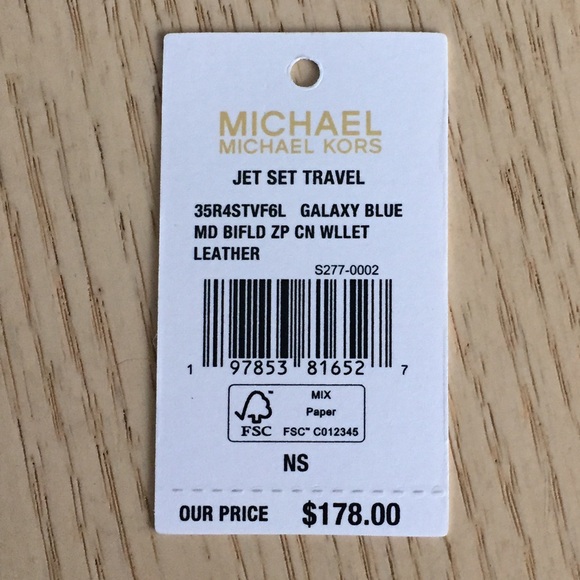 MICHAEL
MICHAEL KORS
JET SET TRAVEL
35R4STVF6L GALAXY BLUE
MD BIFLD ZP CN WLLET
LEATHER
S277-0002
1 97853 81652 7
FSC
MIX
Paper
FSC™ C012345
NS
OUR PRICE $178.00